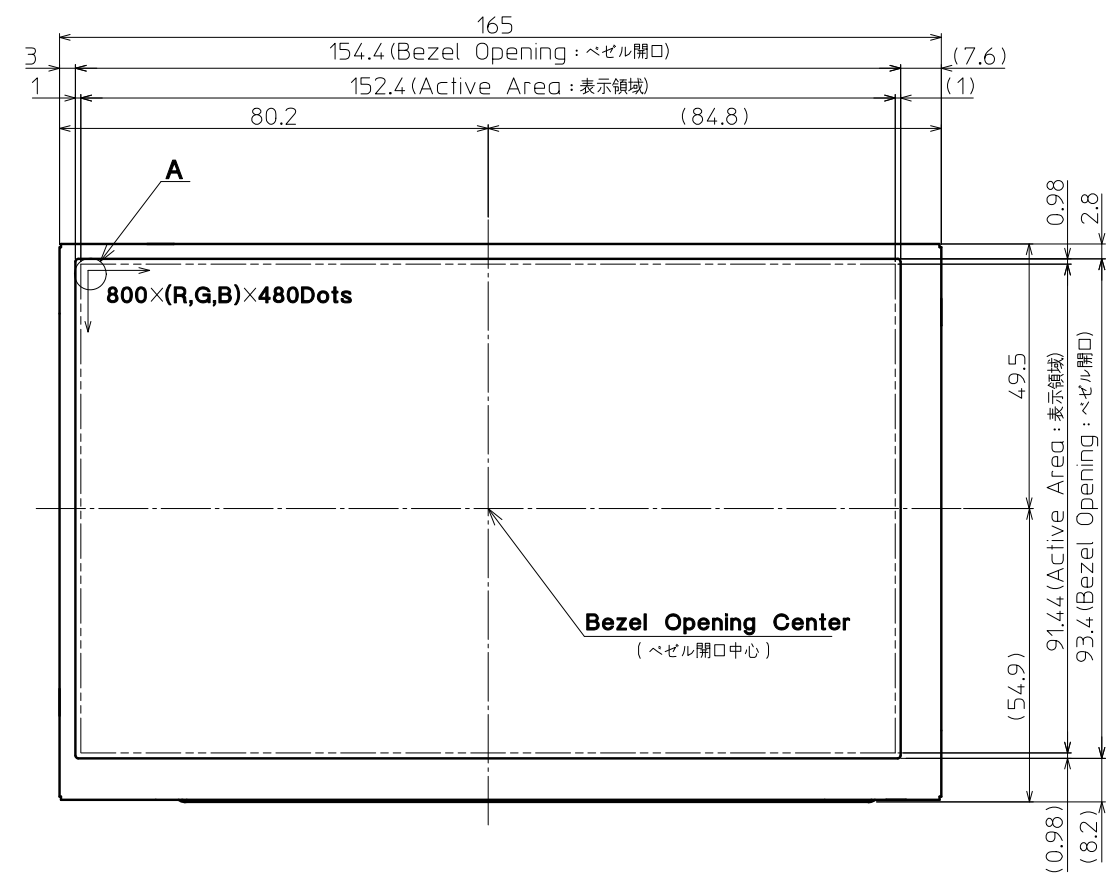 165
3
154.4(Bezel Opening：ベゼル開口)
(7.6)
1
152.4(Active Area：表示領域)
(1)
80.2
(84.8)
A
0.98
2.8
800×(R,G,B)×480Dots
49.5
91.44(Active Area：表示領域)
93.4(Bezel Opening：ベゼル開口)
Bezel Opening Center
(ベゼル開口中心)
(54.9)
(0.98)
(8.2)